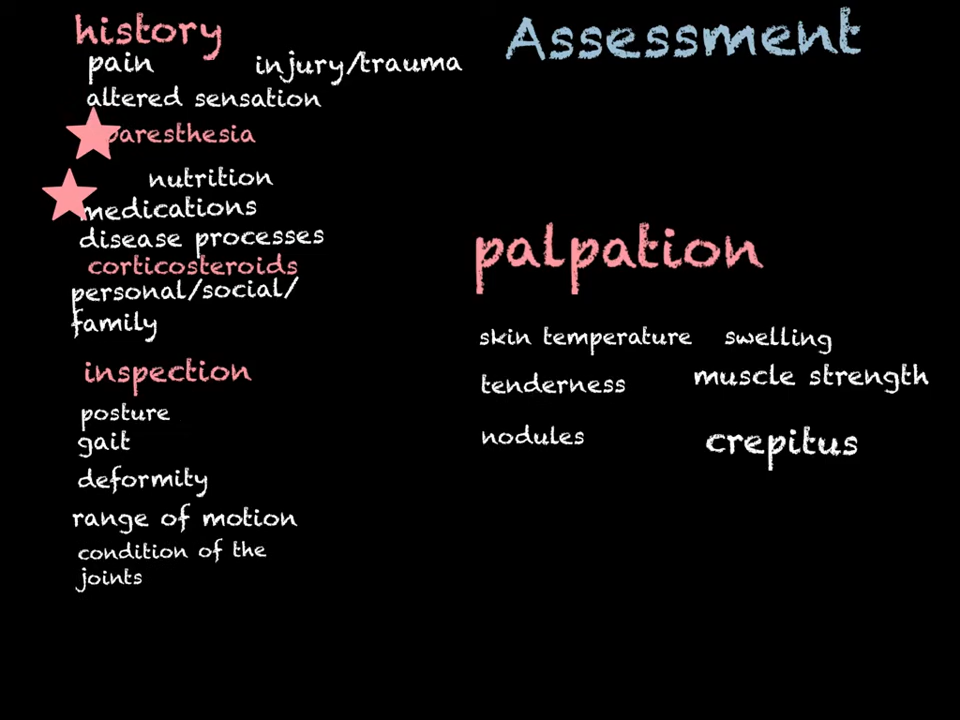 Assessment
history
pain
injury/trauma
altered sensation
paresthesia
nutrition
medications
disease processes
corticosteroids
personal/social/
family
inspection
posture
gait
deformity
range of motion
condition of the
joints
palpation
skin temperature
swelling
tenderness
muscle strength
nodules
crepitus